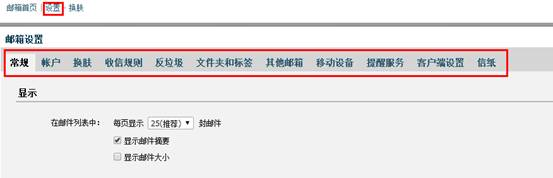 邮箱首页 | 设置 - 换肤
邮箱设置
常规 帐户 换肤 收信规则 反垃圾 文件夹和标签 其他邮箱 移动设备 提醒服务 客户端设置 信纸
显示
在邮件列表中： 每页显示 25(推荐) 封邮件
显示邮件摘要
显示邮件大小